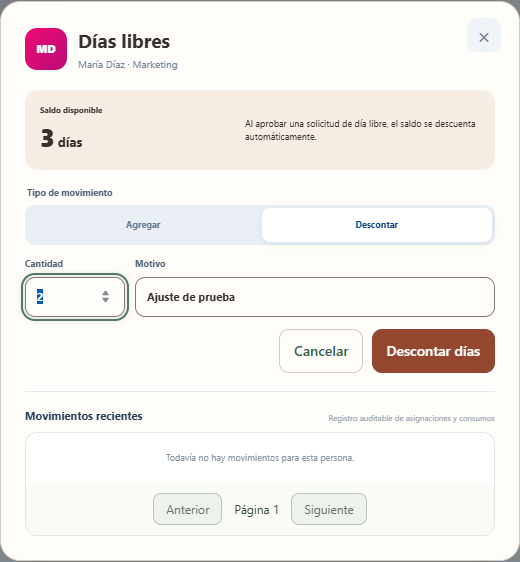 MD
Días libres
María Díaz · Marketing
×
Saldo disponible
3 días
Al aprobar una solicitud de día libre, el saldo se descuenta
automáticamente.
Tipo de movimiento
Agregar
Descontar
Cantidad
Motivo
2
Ajuste de prueba
Cancelar
Descontar días
Movimientos recientes
Registro auditable de asignaciones y consumos
Todavía no hay movimientos para esta persona.
Anterior
Página 1
Siguiente